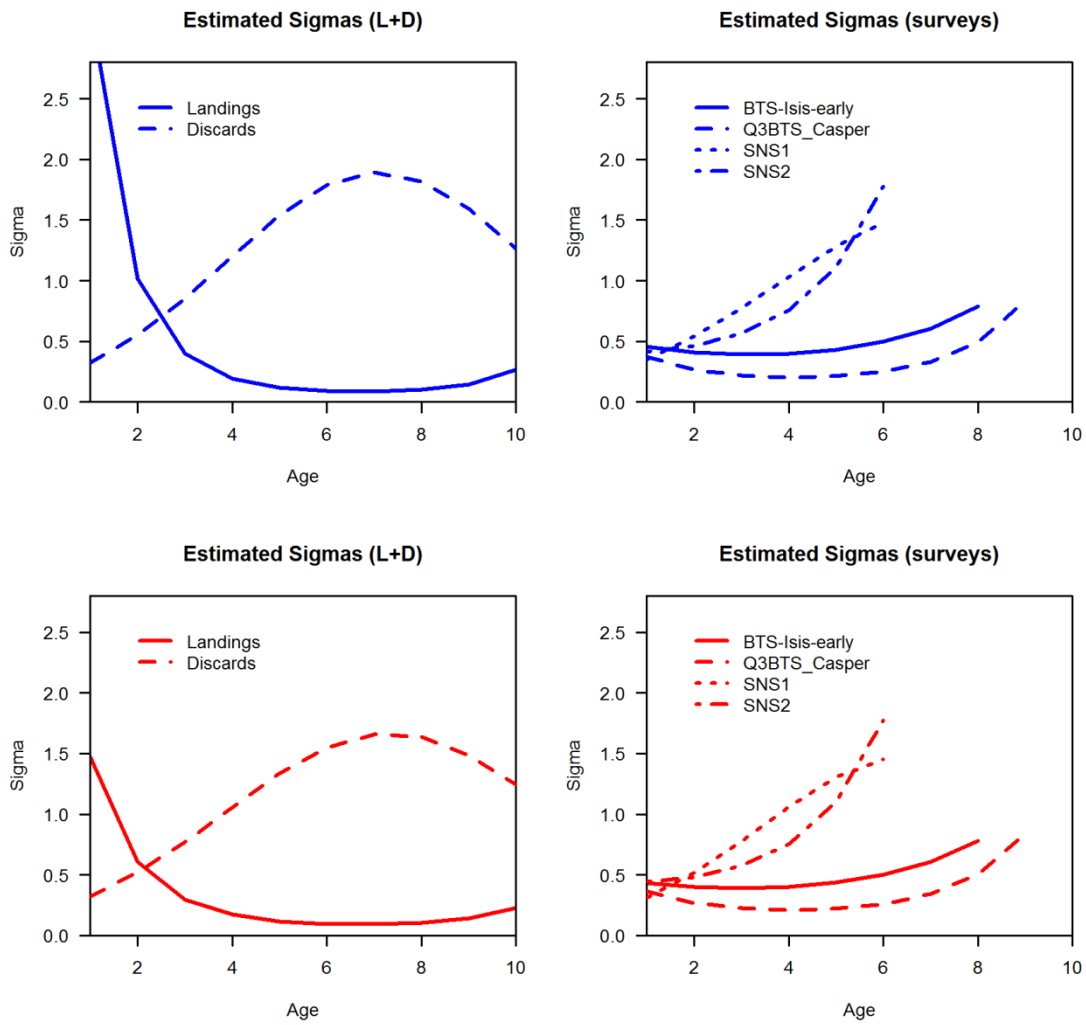 Estimated Sigmas (L+D)
2.5
2.0
1.5
1.0
0.5
0.0
Sigma
Landings
Discards
2 4 6 8 10
Age
Estimated Sigmas (surveys)
2.5
2.0
1.5
1.0
0.5
0.0
Sigma
BTS-Isis-early
Q3BTS_Casper
SNS1
SNS2
2 4 6 8 10
Age
Estimated Sigmas (L+D)
2.5
2.0
1.5
1.0
0.5
0.0
Sigma
Landings
Discards
2 4 6 8 10
Age
Estimated Sigmas (surveys)
2.5
2.0
1.5
1.0
0.5
0.0
Sigma
BTS-Isis-early
Q3BTS_Casper
SNS1
SNS2
2 4 6 8 10
Age